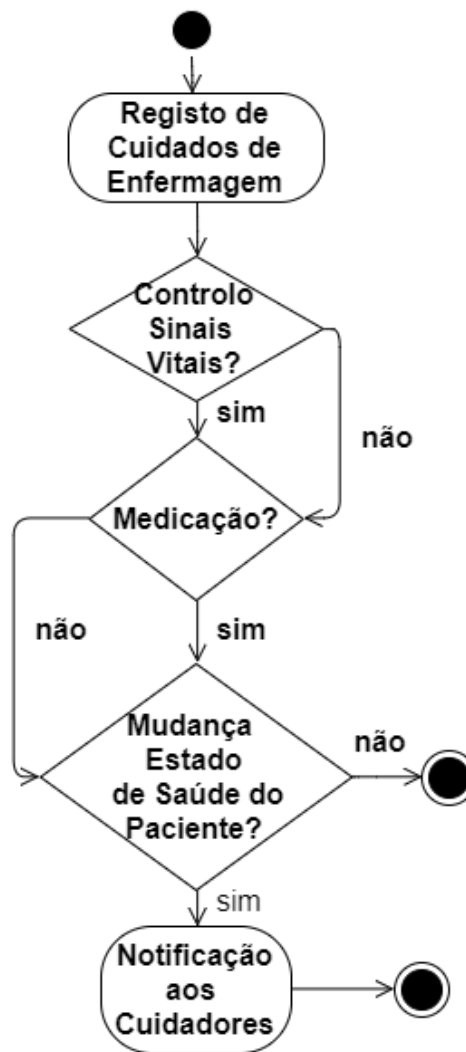 Registo de
Cuidados de
Enfermagem
Controlo
Sinais
Vitais?
sim
não
Medicação?
não
sim
Mudança
Estado
de Saúde do
Paciente?
não
sim
Notificação
aos
Cuidadores